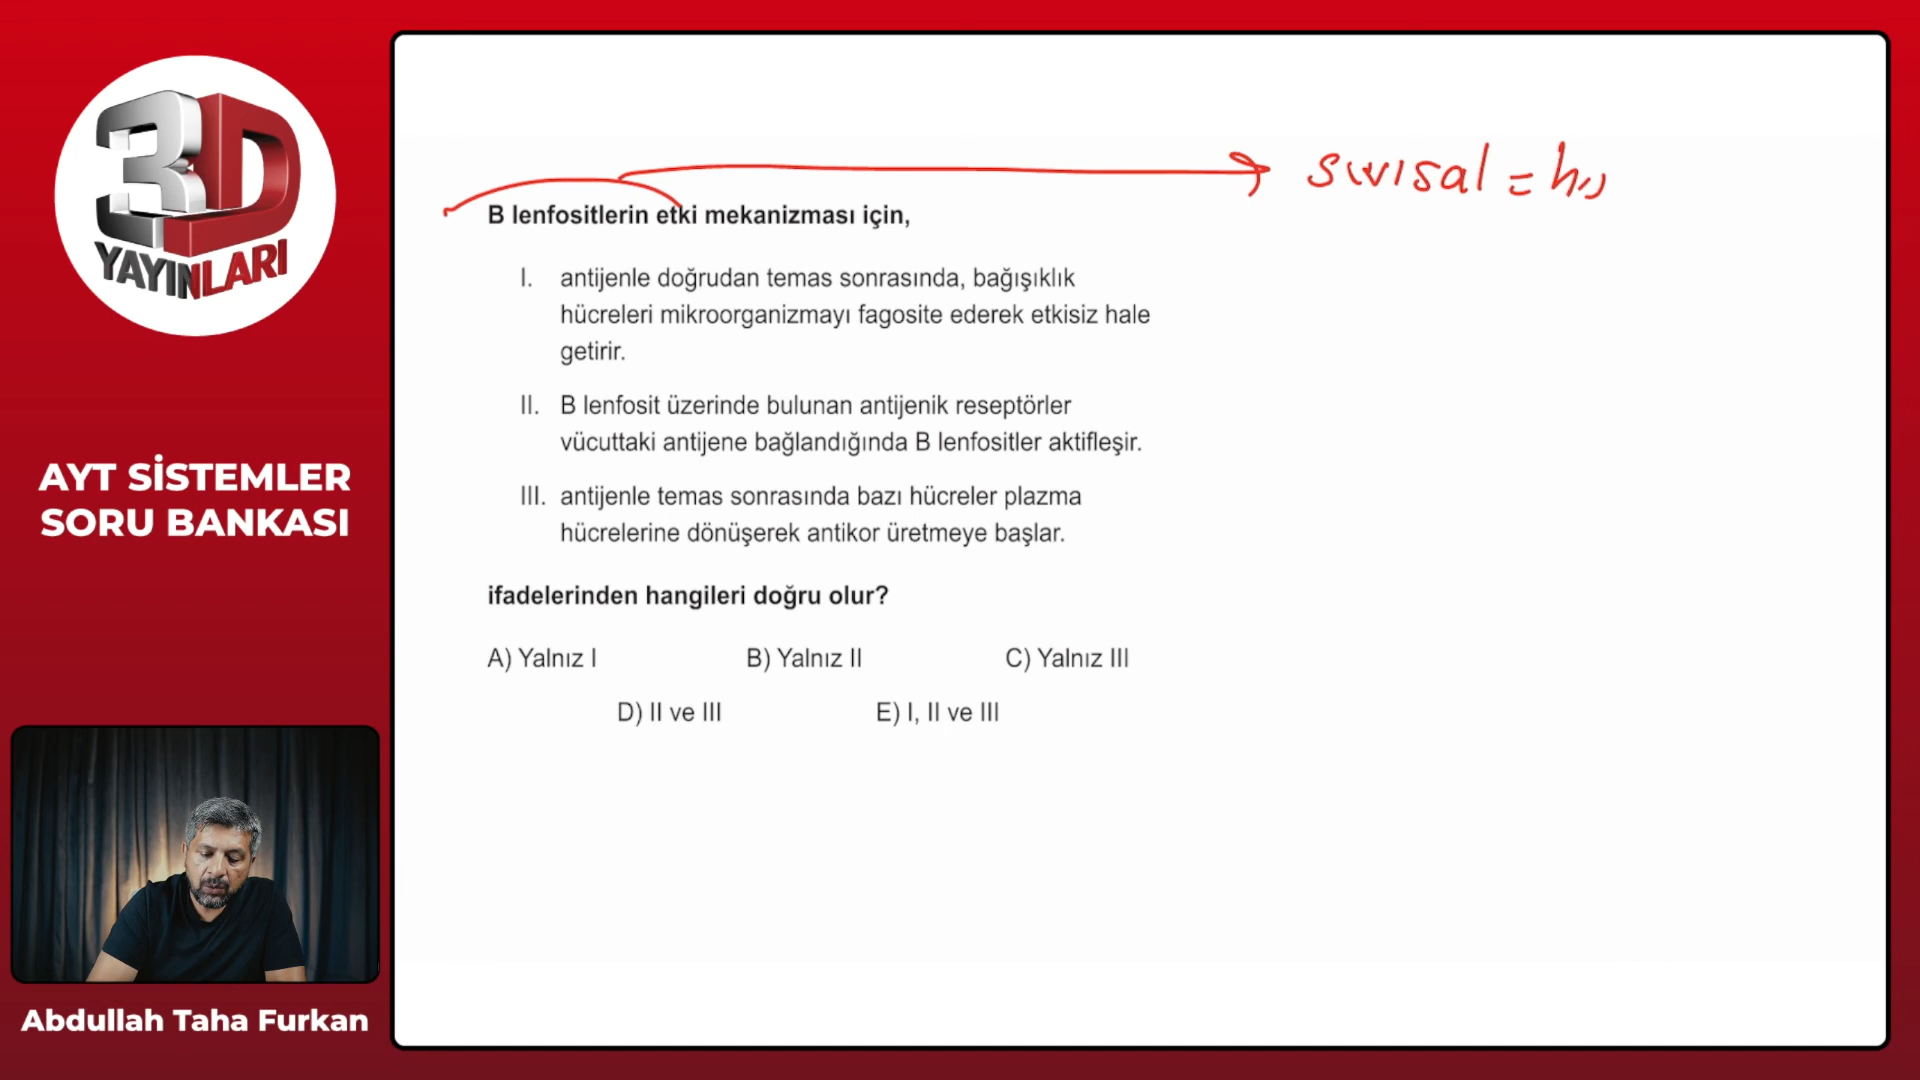 3D
YAYINLARI
AYT SİSTEMLER
SORU BANKASI
Abdullah Taha Furkan
sıvısal =
B lenfositlerin etki mekanizması için,
I. antijenle doğrudan temas sonrasında, bağışıklık
hücreleri mikroorganizmayı fagosite ederek etkisiz hale
getirir.
II. B lenfosit üzerinde bulunan antijenik reseptörler
vücuttaki antijene bağlandığında B lenfositler aktifleşir.
III. antijenle temas sonrasında bazı hücreler plazma
hücrelerine dönüşerek antikor üretmeye başlar.
ifadelerinden hangileri doğru olur?
A) Yalnız I B) Yalnız II C) Yalnız III
D) II ve III E) I, II ve III